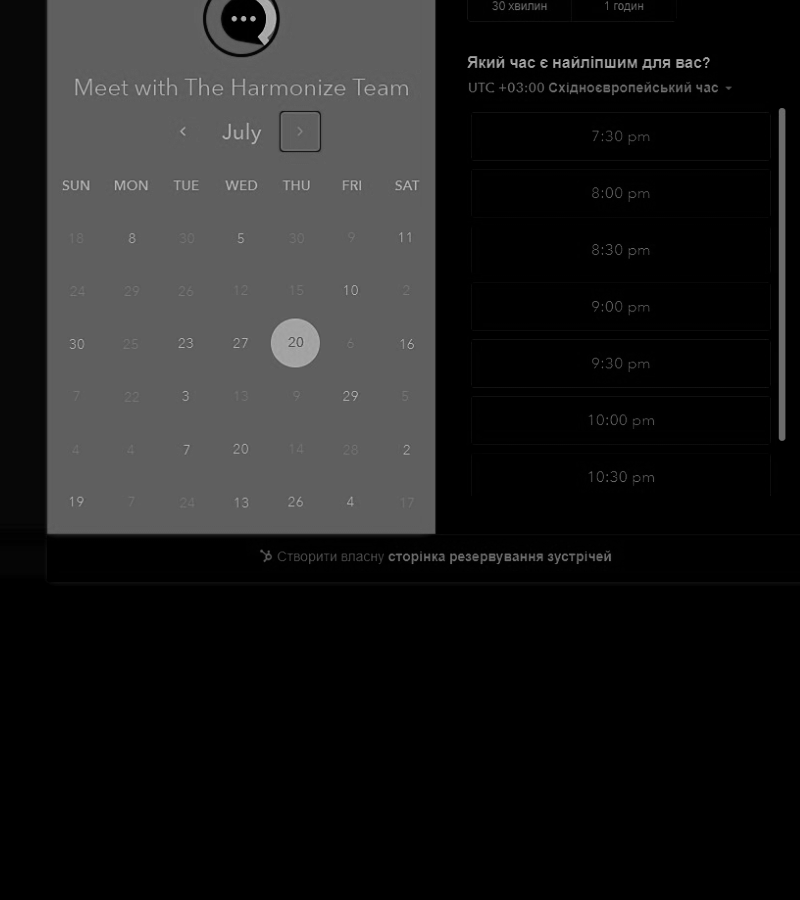 30 хвилин
1 годин
Meet with The Harmonize Team
July
SUN MON TUE WED THU FRI SAT
18 8 30 5 30 9 11
24 29 26 12 15 10 2
30 25 23 27 20 6 16
7 22 3 13 9 29 5
4 4 7 20 14 28 2
19 7 24 13 26 4 17
Який час є найліпшим для вас?
UTC +03:00 Східноєвропейський час
7:30 pm
8:00 pm
8:30 pm
9:00 pm
9:30 pm
10:00 pm
10:30 pm
Створити власну сторінка резервування зустрічей